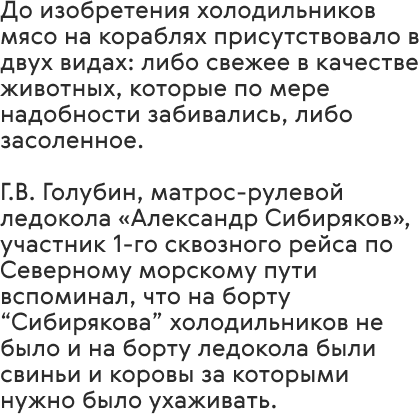 До изобретения холодильников
мясо на кораблях присутствовало в
двух видах: либо свежее в качестве
животных, которые по мере
надобности забивались, либо
засоленное.

Г.В. Голубин, матрос-рулевой
ледокола «Александр Сибиряков»,
участник 1-го сквозного рейса по
Северному морскому пути
вспоминал, что на борту
“Сибирякова” холодильников не
было и на борту ледокола были
свиньи и коровы за которыми
нужно было ухаживать.